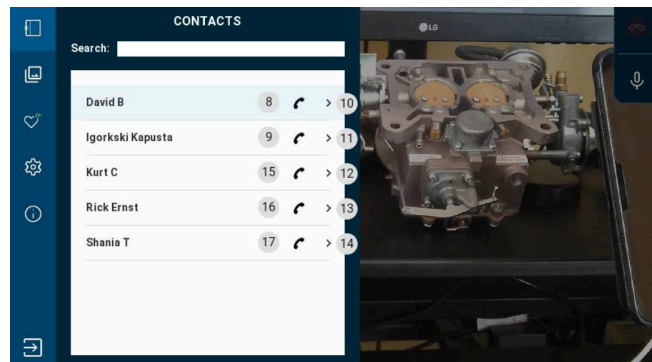 CONTACTS
LG
Search:
David B 8 10
Igorkski Kapusta 9 11
Kurt C 15 12
Rick Ernst 16 13
Shania T 17 14